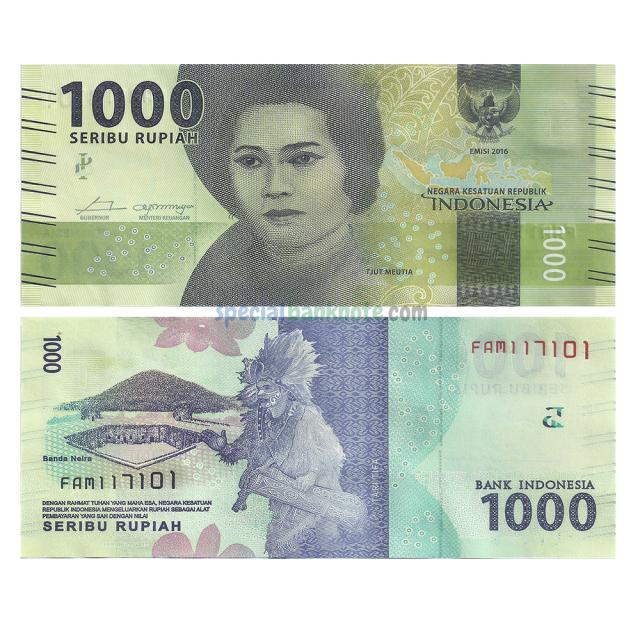 1000
SERIBU RUPIAH
EMISI 2016
NEGARA KESATUAN REPUBLIK
INDONESIA
GUBERNUR
MENTERI KEUANGAN
TJUT MEUTIA
1000
specialbanknote.com
1000
FAM117101
Banda Neira
FAM117101
DENGAN RAHMAT TUHAN YANG MAHA ESA, NEGARA KESATUAN
REPUBLIK INDONESIA MENGELUARKAN RUPIAH SEBAGAI ALAT
PEMBAYARAN YANG SAH DENGAN NILAI
SERIBU RUPIAH
TARI TIFA
BANK INDONESIA
1000